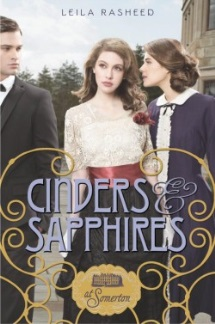 LEILA RASHEED
CINDERS &
SAPPHIRES
at Somerton